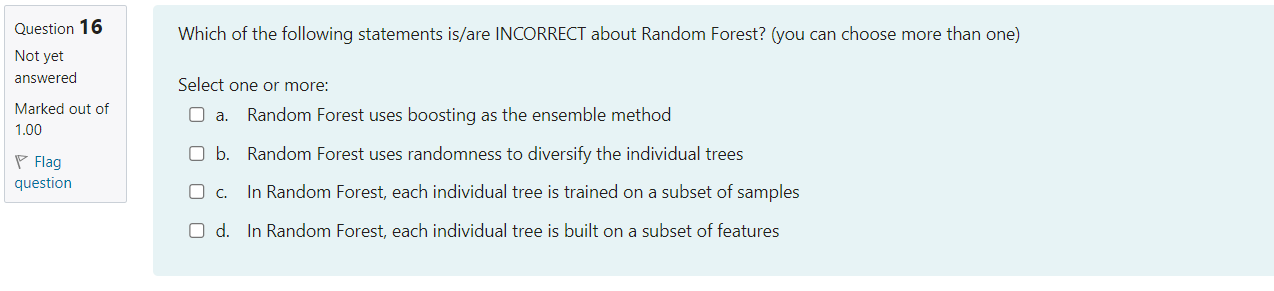 Question 16
Not yet
answered
Marked out of
1.00
Flag
question
Which of the following statements is/are INCORRECT about Random Forest? (you can choose more than one)
Select one or more:
a. Random Forest uses boosting as the ensemble method
b. Random Forest uses randomness to diversify the individual trees
c. In Random Forest, each individual tree is trained on a subset of samples
d. In Random Forest, each individual tree is built on a subset of features